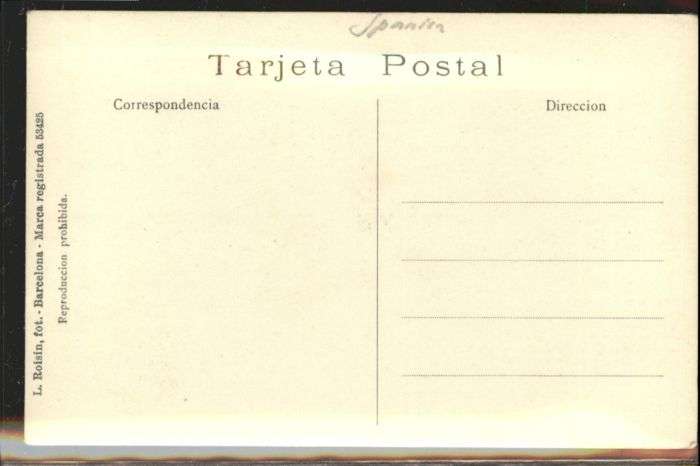 Spanien
Tarjeta Postal
Correspondencia
Direccion
L. Roisin, fot. - Barcelona - Marca registrada 53425
Reproduccion prohibida.